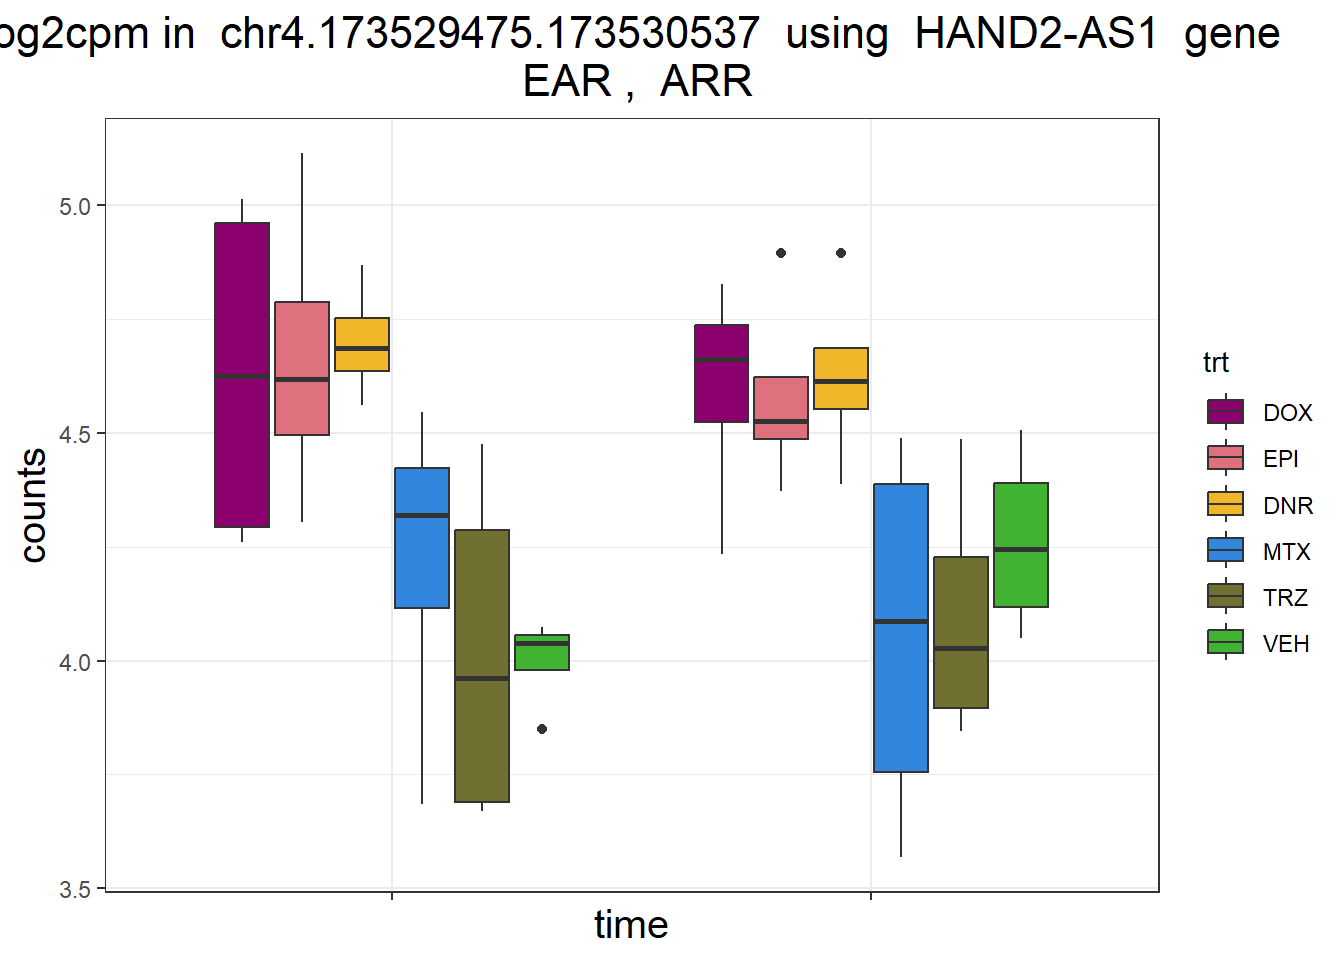 og2cpm in chr4.173529475.173530537 using HAND2-AS1 gene
EAR , ARR
5.0
4.5
4.0
3.5
counts
time
trt
DOX
EPI
DNR
MTX
TRZ
VEH